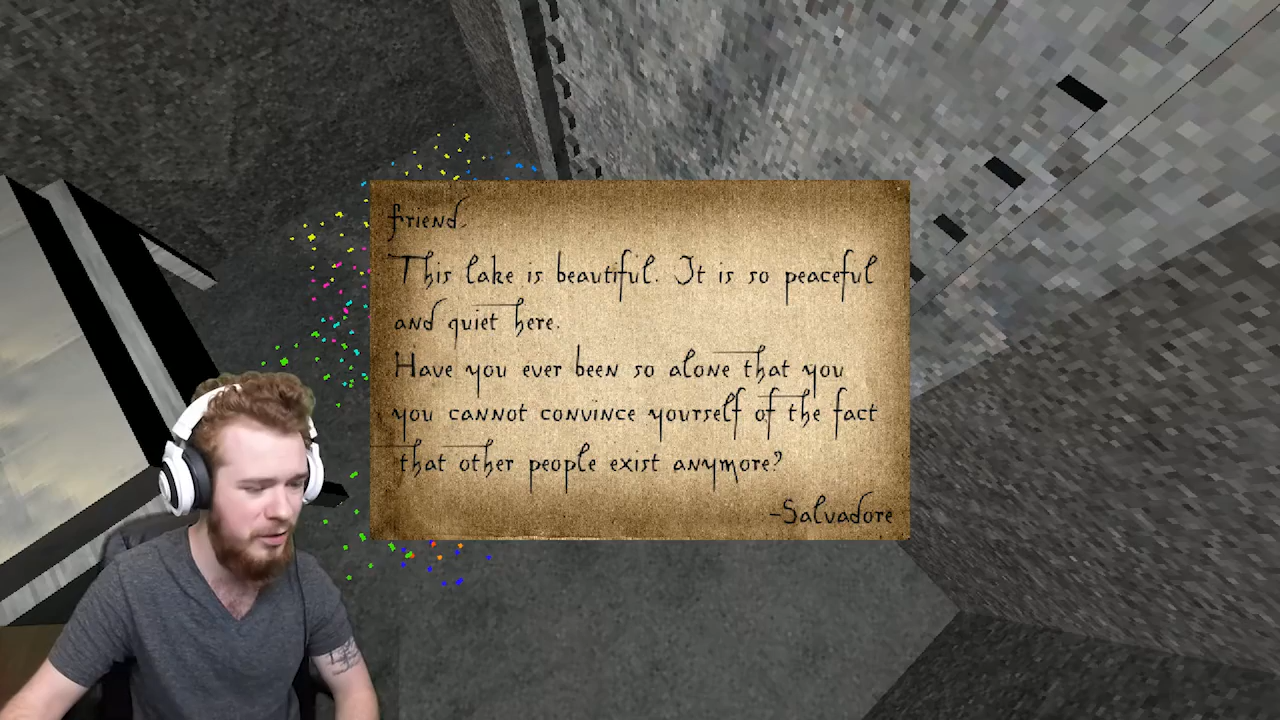 friend.
This lake is beautiful. It is so peaceful
and quiet here.
Have you ever been so alone that you
you cannot convince yourself of the fact
that other people exist anymore?
-Salvadore